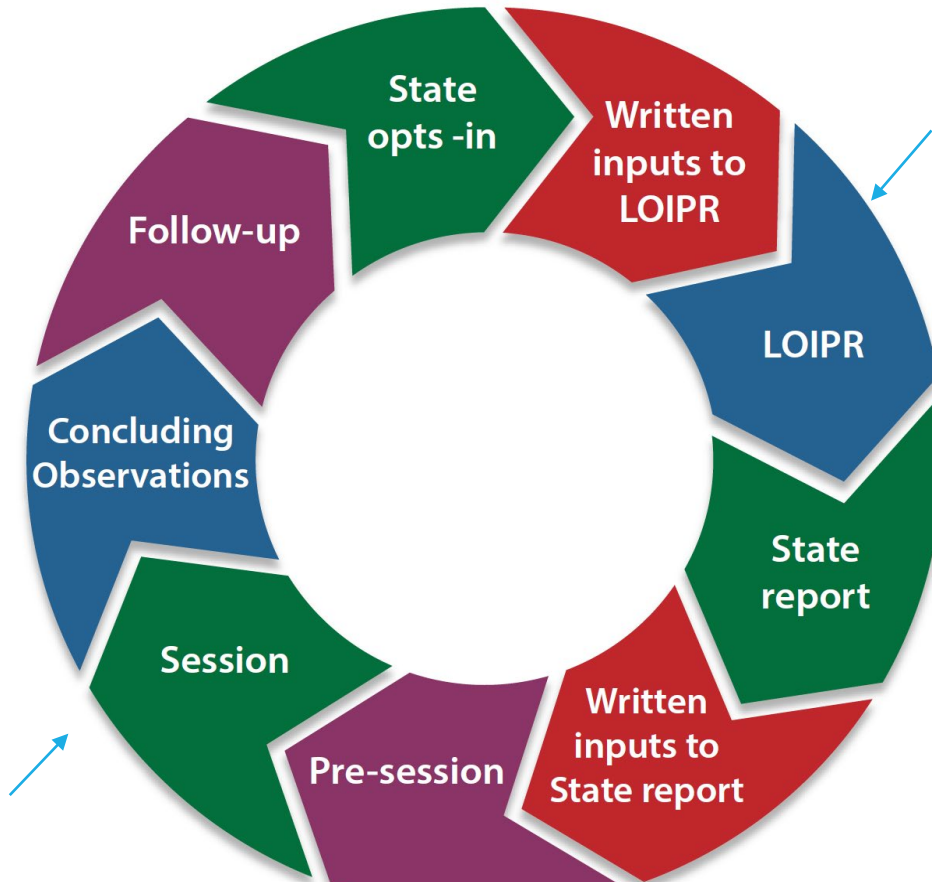 State
opts -in
Written
inputs to
LOIPR
LOIPR
State
report
Written
inputs to
State report
Pre-session
Session
Concluding
Observations
Follow-up